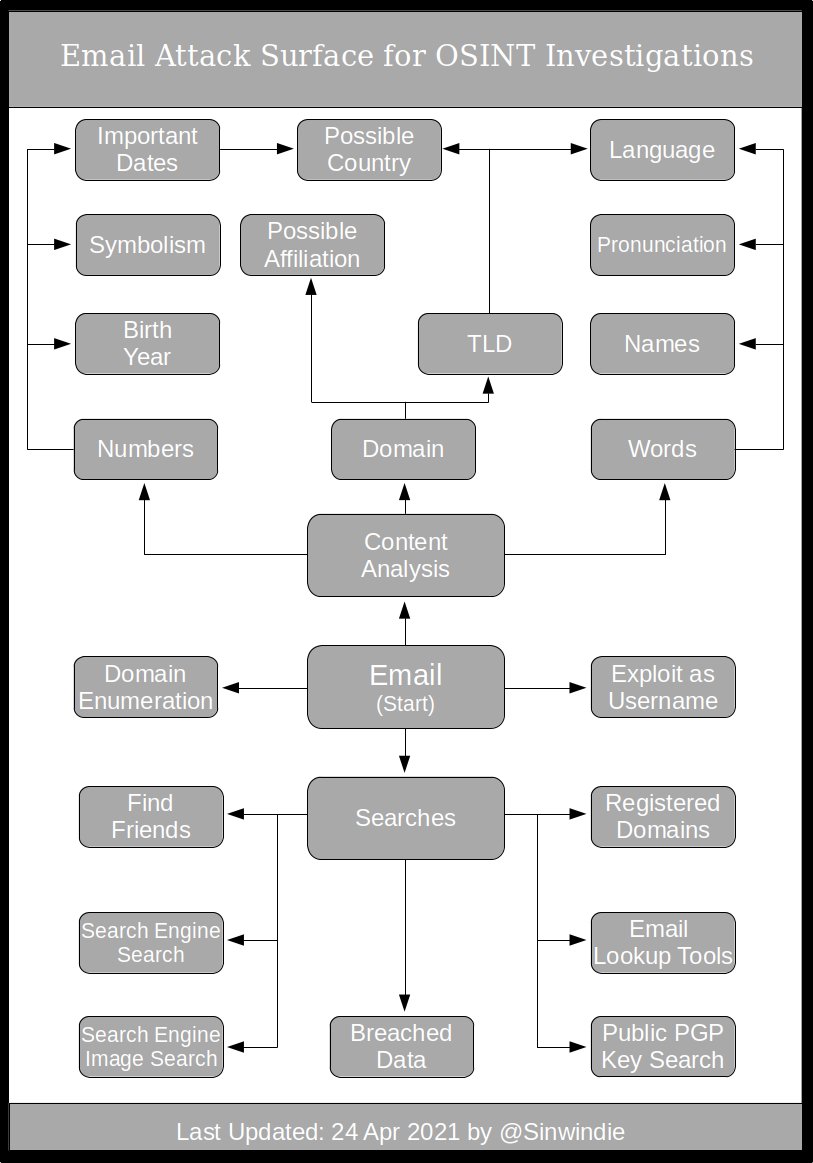 Email Attack Surface for OSINT Investigations
Important
Dates
Possible
Country
Language
Symbolism
Possible
Affiliation
Pronunciation
Birth
Year
TLD
Names
Numbers
Domain
Words
Content
Analysis
Domain
Enumeration
Email
(Start)
Exploit as
Username
Find
Friends
Searches
Registered
Domains
Search Engine
Search
Email
Lookup Tools
Search Engine
Image Search
Breached
Data
Public PGP
Key Search
Last Updated: 24 Apr 2021 by @Sinwindie